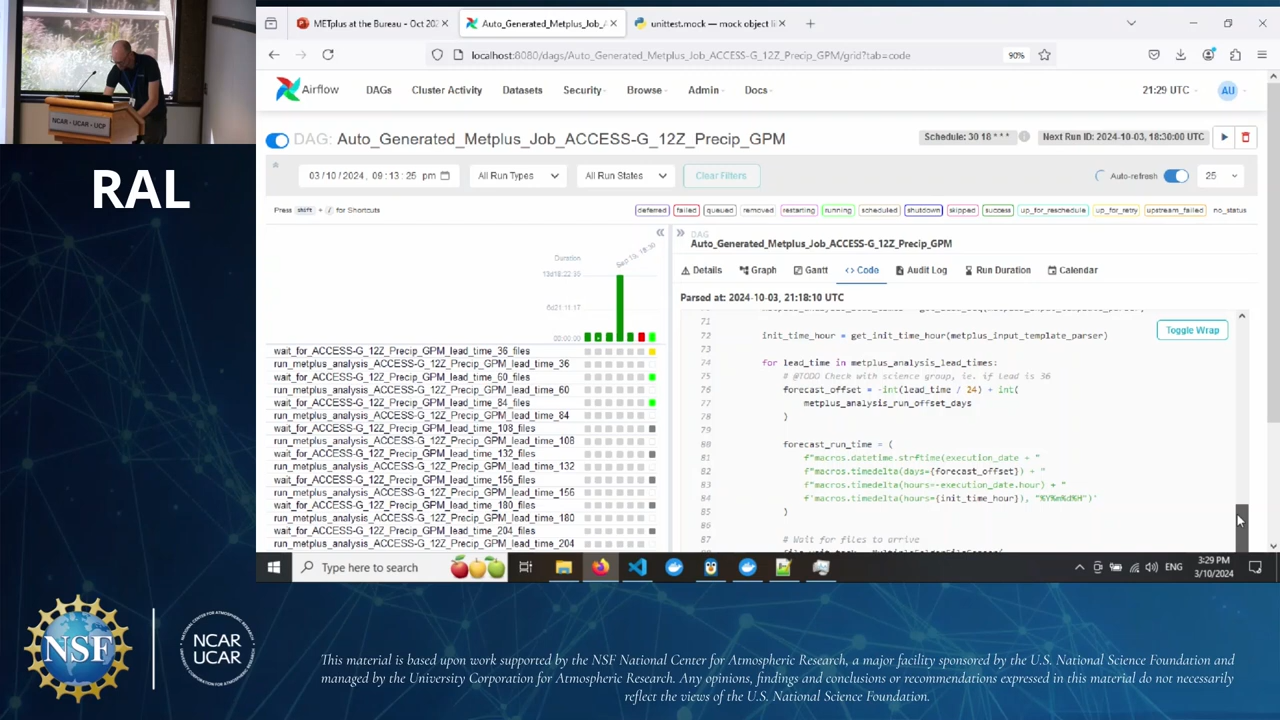 METplus at the Bureau - Oct 202
Auto_Generated_Metplus_Job_A
unittest.mock — mock object li
localhost:8080/dags/Auto_Generated_Metplus_Job_ACCESS-G_12Z_Precip_GPM/grid?tab=code
90%
Airflow
DAGs
Cluster Activity
Datasets
Security
Browse
Admin
Docs
21:29 UTC
AU
NCAR · UCAR · UCP
DAG: Auto_Generated_Metplus_Job_ACCESS-G_12Z_Precip_GPM
Schedule: 30 18 * * *
Next Run ID: 2024-10-03, 18:30:00 UTC
RAL
03/10/2024, 09:13:25 pm
All Run Types
All Run States
Clear Filters
Auto-refresh
25
Press shift + / for Shortcuts
deferred
failed
queued
removed
restarting
running
scheduled
shutdown
skipped
success
up_for_reschedule
up_for_retry
upstream_failed
no_status
DAG
Auto_Generated_Metplus_Job_ACCESS-G_12Z_Precip_GPM
Duration
00:00:00
Details
Graph
Gantt
Code
Audit Log
Run Duration
Calendar
Parsed at: 2024-10-03, 21:18:10 UTC
Toggle Wrap
wait_for_ACCESS-G_12Z_Precip_GPM_lead_time_36_files
run_metplus_analysis_ACCESS-G_12Z_Precip_GPM_lead_time_36
wait_for_ACCESS-G_12Z_Precip_GPM_lead_time_60_files
run_metplus_analysis_ACCESS-G_12Z_Precip_GPM_lead_time_60
wait_for_ACCESS-G_12Z_Precip_GPM_lead_time_84_files
run_metplus_analysis_ACCESS-G_12Z_Precip_GPM_lead_time_84
wait_for_ACCESS-G_12Z_Precip_GPM_lead_time_108_files
run_metplus_analysis_ACCESS-G_12Z_Precip_GPM_lead_time_108
wait_for_ACCESS-G_12Z_Precip_GPM_lead_time_132_files
run_metplus_analysis_ACCESS-G_12Z_Precip_GPM_lead_time_132
wait_for_ACCESS-G_12Z_Precip_GPM_lead_time_156_files
run_metplus_analysis_ACCESS-G_12Z_Precip_GPM_lead_time_156
wait_for_ACCESS-G_12Z_Precip_GPM_lead_time_180_files
run_metplus_analysis_ACCESS-G_12Z_Precip_GPM_lead_time_180
wait_for_ACCESS-G_12Z_Precip_GPM_lead_time_204_files
run_metplus_analysis_ACCESS-G_12Z_Precip_GPM_lead_time_204
71
72 init_time_hour = get_init_time_hour(metplus_input_template_parser)
73
74 for lead_time in metplus_analysis_lead_times:
75 # @TODO Check with science group, ie. if Lead is 36
76 forecast_offset = -int(lead_time / 24) + int(
77 metplus_analysis_run_offset_days
78 )
79
80 forecast_run_time = (
81 f"macros.datetime.strftime(execution_date + "
82 f"macros.timedelta(days={forecast_offset}) + "
83 f"macros.timedelta(hours=-execution_date.hour) + "
84 f'macros.timedelta(hours={init_time_hour}), "%Y%m%d%H")'
85 )
86
87 # Wait for files to arrive
Type here to search
ENG
3:29 PM
3/10/2024
NSF
NCAR
UCAR
This material is based upon work supported by the NSF National Center for Atmospheric Research, a major facility sponsored by the U.S. National Science Foundation and
managed by the University Corporation for Atmospheric Research. Any opinions, findings and conclusions or recommendations expressed in this material do not necessarily
reflect the views of the U.S. National Science Foundation.